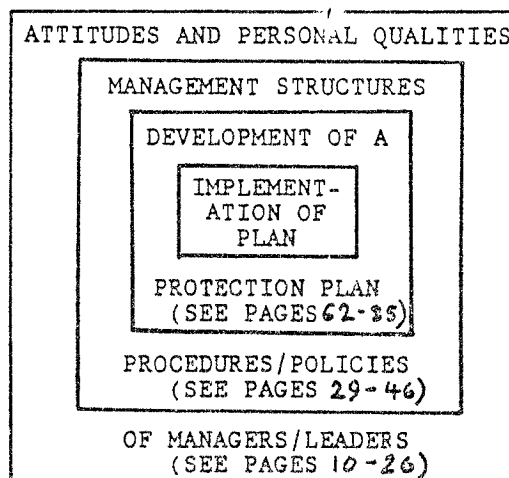 ATTITUDES AND PERSONAL QUALITIES
MANAGEMENT STRUCTURES
DEVELOPMENT OF A
IMPLEMENT-
ATION OF
PLAN
PROTECTION PLAN
(SEE PAGES 62-85)
PROCEDURES/POLICIES
(SEE PAGES 29-46)
OF MANAGERS/LEADERS
(SEE PAGES 10-26)